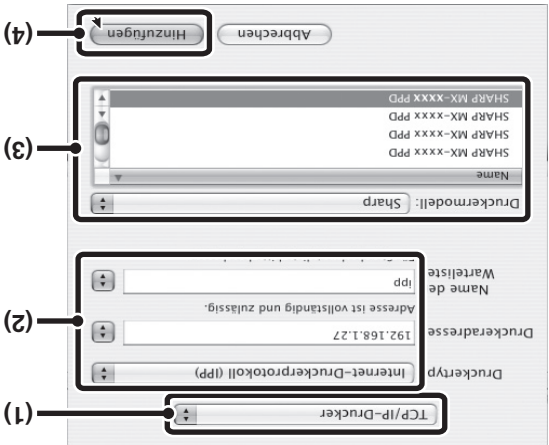 TCP/IP-Drucker
(1)
Druckertyp Internet-Druckerprotokoll (IPP)
Druckeradresse 192.168.1.27
Adresse ist vollständig und zulässig.
(2)
Name de ipp
Warteliste
Druckermodell: Sharp
Name
SHARP MX-xxxx PPD
SHARP MX-xxxx PPD
SHARP MX-xxxx PPD
SHARP MX-xxxx PPD
(3)
Abbrechen Hinzufügen
(4)